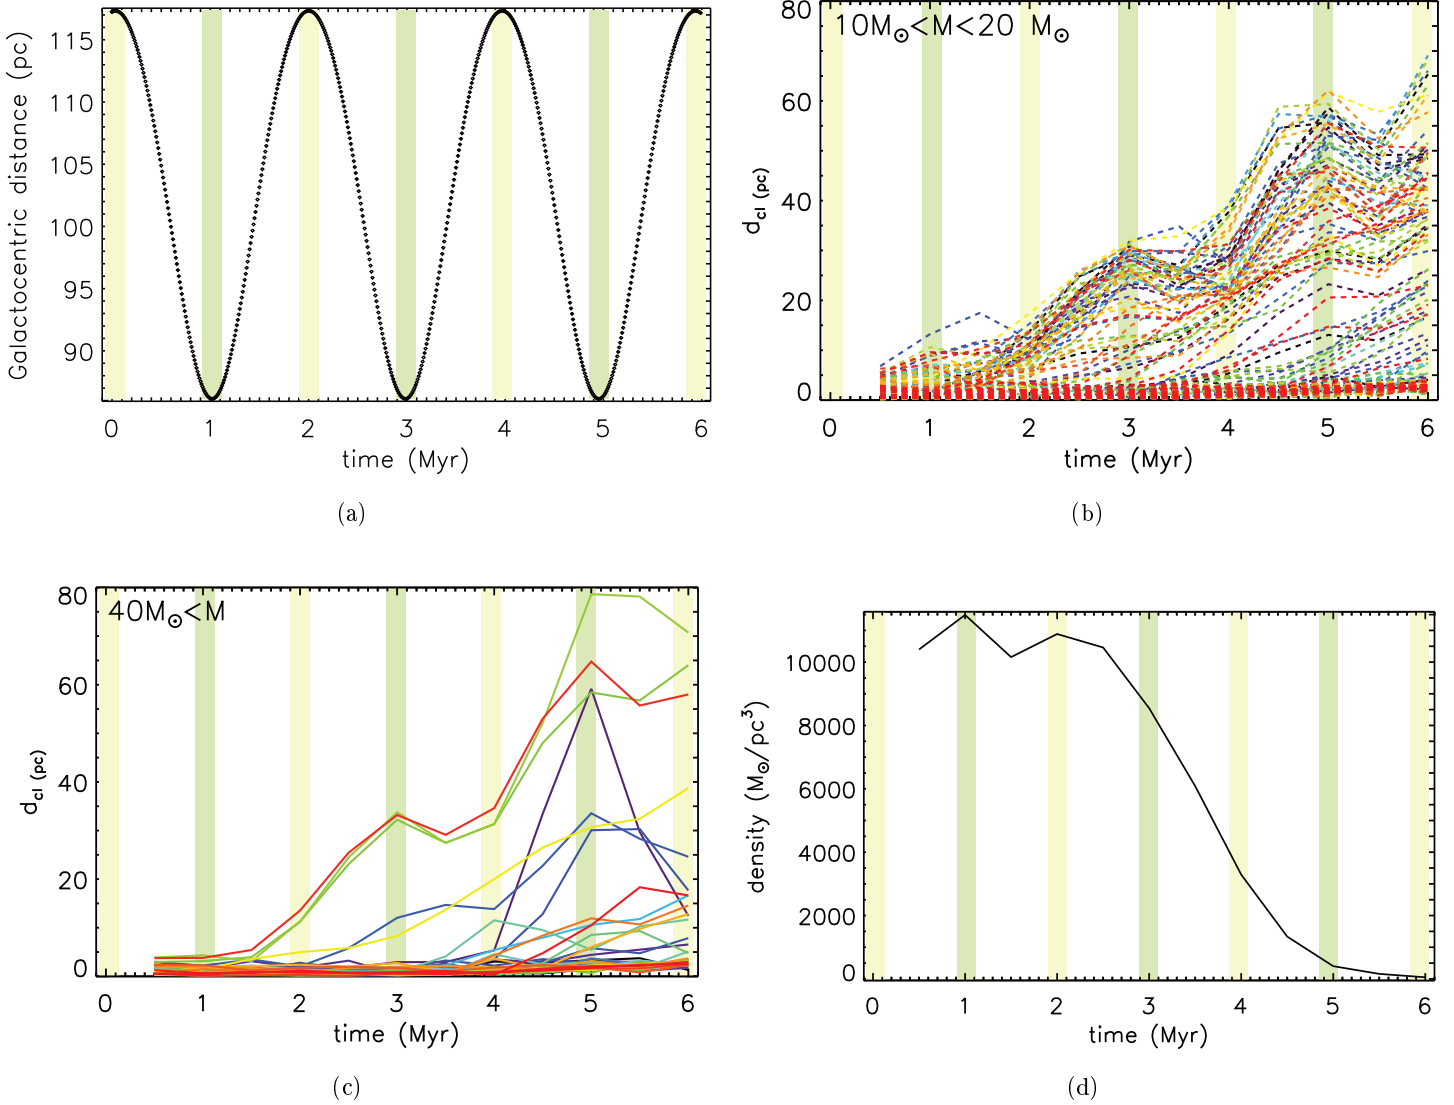 115
110
105
100
95
90
Galactocentric distance (pc)
0 1 2 3 4 5 6
time (Myr)
(a)
10M⊙<M<20 M⊙
80
60
40
20
0
d_cl (pc)
0 1 2 3 4 5 6
time (Myr)
(b)
40M⊙<M
80
60
40
20
0
d_cl (pc)
0 1 2 3 4 5 6
time (Myr)
(c)
10000
8000
6000
4000
2000
0
density (M⊙/pc³)
0 1 2 3 4 5 6
time (Myr)
(d)